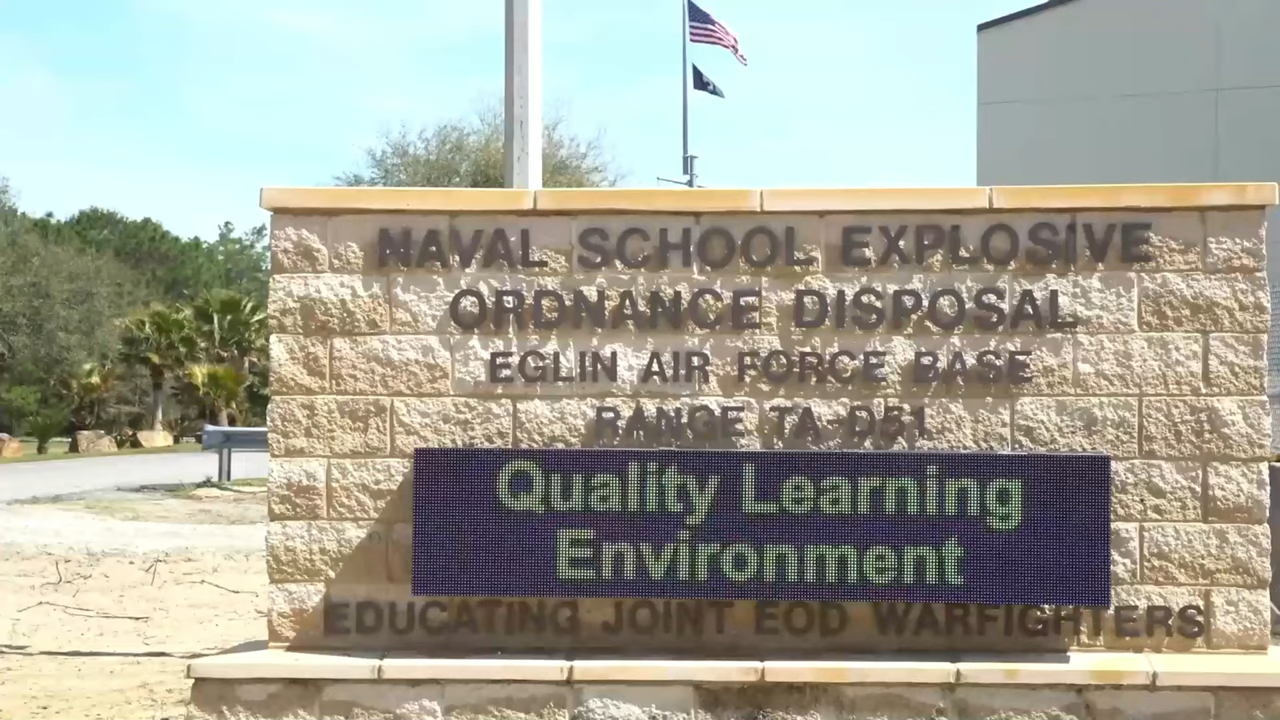 NAVAL SCHOOL EXPLOSIVE
ORDNANCE DISPOSAL
EGLIN AIR FORCE BASE
RANGE TA-D51
Quality Learning
Environment
EDUCATING JOINT EOD WARFIGHTERS